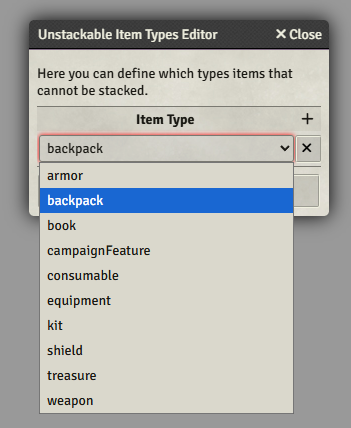 Unstackable Item Types Editor ✕ Close
Here you can define which types items that
cannot be stacked.
Item Type +
backpack ✕
armor
backpack
book
campaignFeature
consumable
equipment
kit
shield
treasure
weapon